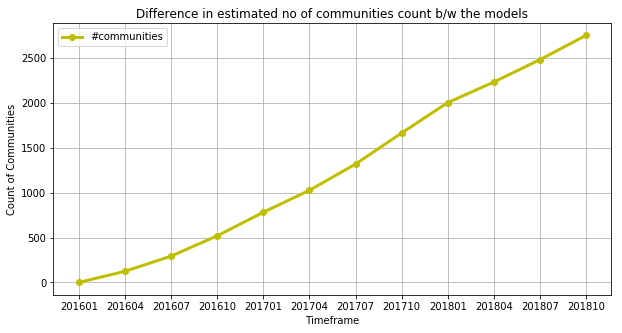 Difference in estimated no of communities count b/w the models
#communities
Count of Communities
2500
2000
1500
1000
500
0
201601 201604 201607 201610 201701 201704 201707 201710 201801 201804 201807 201810
Timeframe